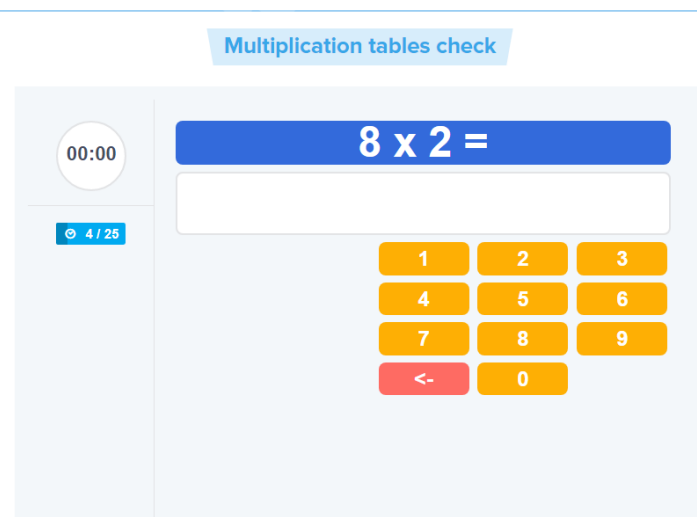 Multiplication tables check
00:00
8 x 2 =
4 / 25
1 2 3
4 5 6
7 8 9
<- 0